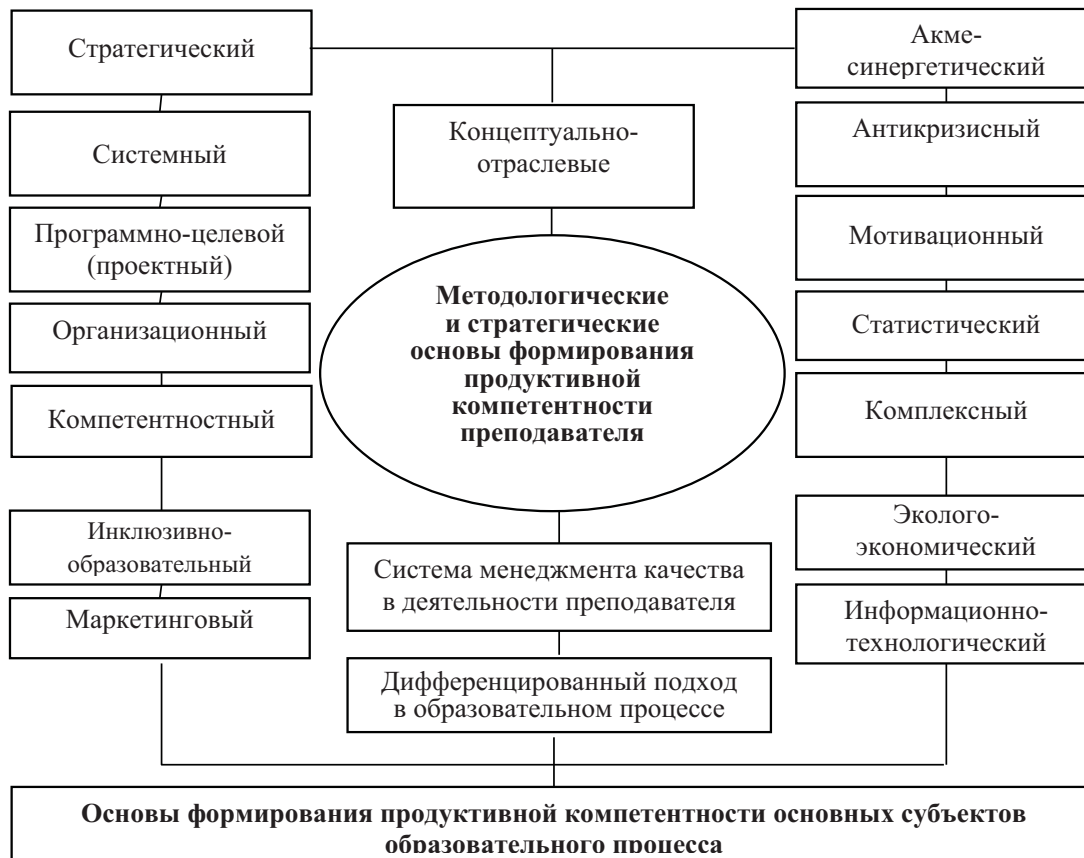 Стратегический
Системный
Программно-целевой
(проектный)
Организационный
Компетентностный
Инклюзивно-
образовательный
Маркетинговый
Концептуально-
отраслевые
Методологические
и стратегические
основы формирования
продуктивной
компетентности
преподавателя
Система менеджмента качества
в деятельности преподавателя
Дифференцированный подход
в образовательном процессе
Акме-
синергетический
Антикризисный
Мотивационный
Статистический
Комплексный
Эколого-
экономический
Информационно-
технологический
Основы формирования продуктивной компетентности основных субъектов
образовательного процесса